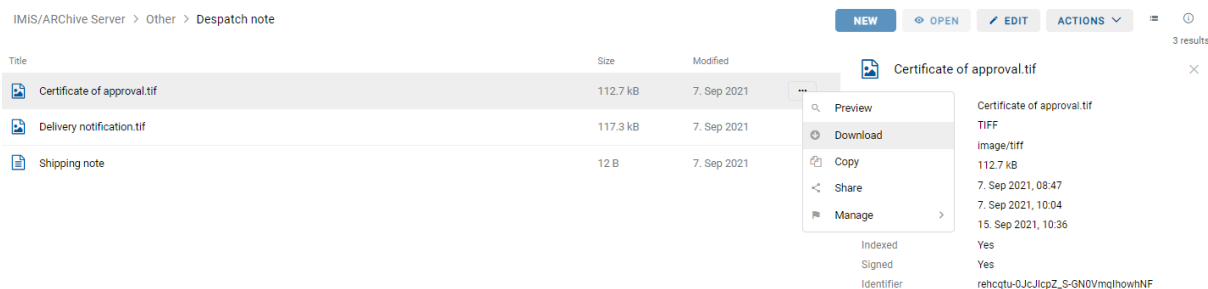 IMiS/ARChive Server > Other > Despatch note
NEW OPEN EDIT ACTIONS
3 results
Title Size Modified
Certificate of approval.tif 112.7 kB 7. Sep 2021 ...
Delivery notification.tif 117.3 kB 7. Sep 2021
Shipping note 12 B 7. Sep 2021
Preview
Download
Copy
Share
Manage >
Certificate of approval.tif
Certificate of approval.tif
TIFF
image/tiff
112.7 kB
7. Sep 2021, 08:47
7. Sep 2021, 10:04
15. Sep 2021, 10:36
Indexed Yes
Signed Yes
Identifier